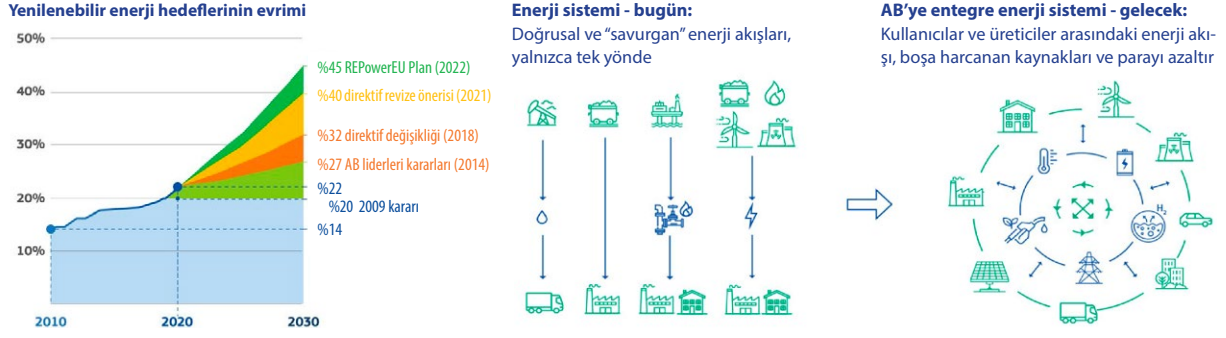 Yenilenebilir enerji hedeflerinin evrimi
50%
40%
30%
20%
10%
2010
2020
2030
%45 REPowerEU Plan (2022)
%40 direktif revize önerisi (2021)
%32 direktif değişikliği (2018)
%27 AB liderleri kararları (2014)
%22
%20 2009 kararı
%14
Enerji sistemi - bugün:
Doğrusal ve “savurgan” enerji akışları,
yalnızca tek yönde
AB’ye entegre enerji sistemi - gelecek:
Kullanıcılar ve üreticiler arasındaki enerji akı-
şı, boşa harcanan kaynakları ve parayı azaltır
H₂